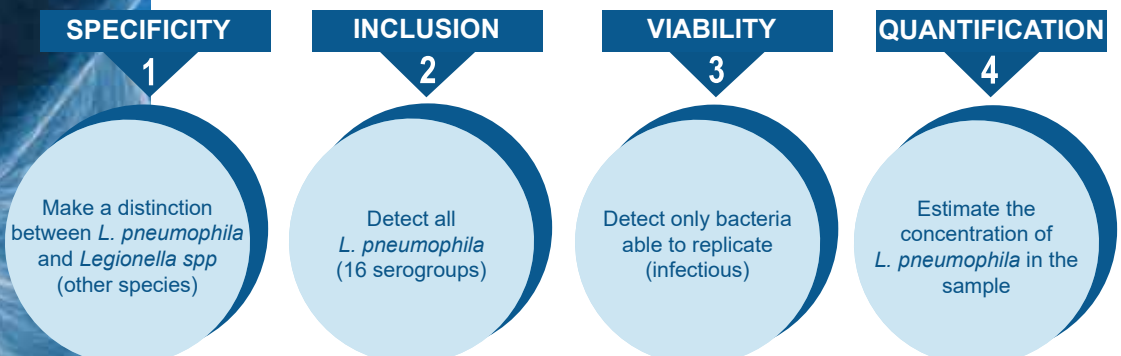 SPECIFICITY
1
Make a distinction
between L. pneumophila
and Legionella spp
(other species)
INCLUSION
2
Detect all
L. pneumophila
(16 serogroups)
VIABILITY
3
Detect only bacteria
able to replicate
(infectious)
QUANTIFICATION
4
Estimate the
concentration of
L. pneumophila in the
sample